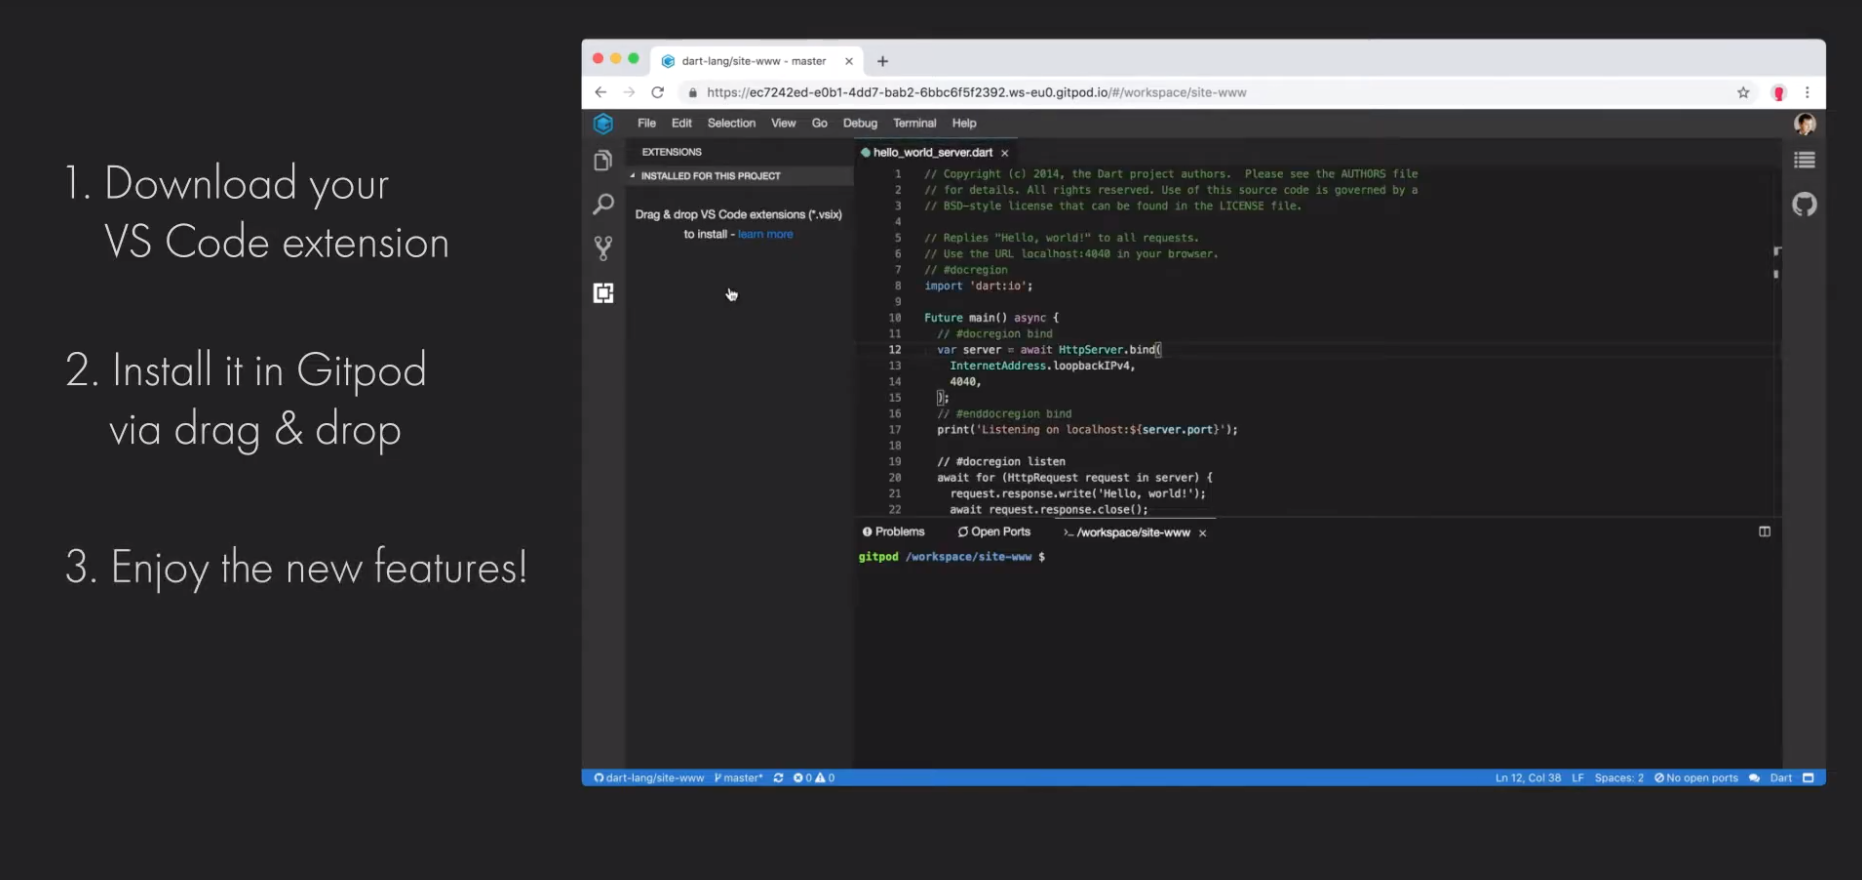 1. Download your
VS Code extension
2. Install it in Gitpod
via drag & drop
3. Enjoy the new features!
dart-lang/site-www - master
https://ec7242ed-e0b1-4dd7-bab2-6bbc6f5f2392.ws-eu0.gitpod.io/#/workspace/site-www
File Edit Selection View Go Debug Terminal Help
EXTENSIONS
INSTALLED FOR THIS PROJECT
Drag & drop VS Code extensions (*.vsix)
to install - learn more
hello_world_server.dart
1 // Copyright (c) 2014, the Dart project authors.  Please see the AUTHORS file
2 // for details. All rights reserved. Use of this source code is governed by a
3 // BSD-style license that can be found in the LICENSE file.
4
5 // Replies "Hello, world!" to all requests.
6 // Use the URL localhost:4040 in your browser.
7 // #docregion
8 import 'dart:io';
9
10 Future main() async {
11 // #docregion bind
12 var server = await HttpServer.bind(
13 InternetAddress.loopbackIPv4,
14 4040,
15 );
16 // #enddocregion bind
17 print('Listening on localhost:${server.port}');
18
19 // #docregion listen
20 await for (HttpRequest request in server) {
21 request.response.write('Hello, world!');
22 await request.response.close();
Problems Open Ports >_ /workspace/site-www
gitpod /workspace/site-www $
dart-lang/site-www master* 0 0 Ln 12, Col 38 LF Spaces: 2 No open ports Dart